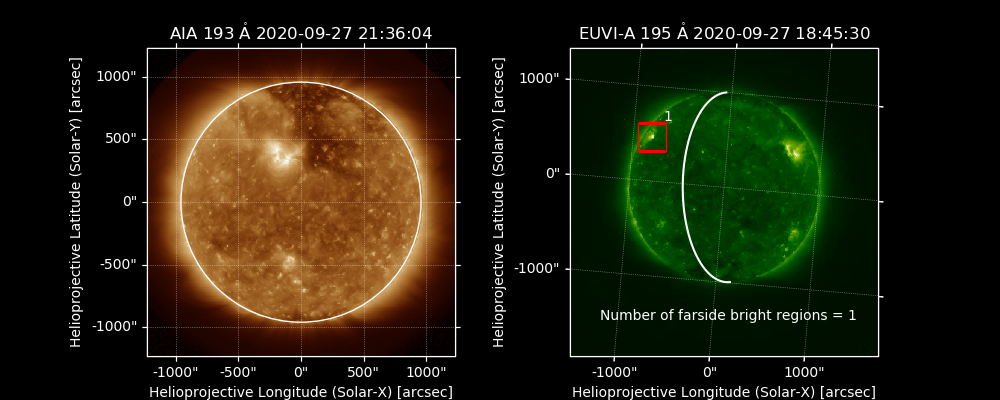 AIA 193 Å 2020-09-27 21:36:04
1000"
500"
0"
-500"
-1000"
-1000" -500" 0" 500" 1000"
Helioprojective Longitude (Solar-X) [arcsec]
Helioprojective Latitude (Solar-Y) [arcsec]
EUVI-A 195 Å 2020-09-27 18:45:30
1000"
0"
-1000"
1
Number of farside bright regions = 1
-1000" 0" 1000"
Helioprojective Longitude (Solar-X) [arcsec]
Helioprojective Latitude (Solar-Y) [arcsec]